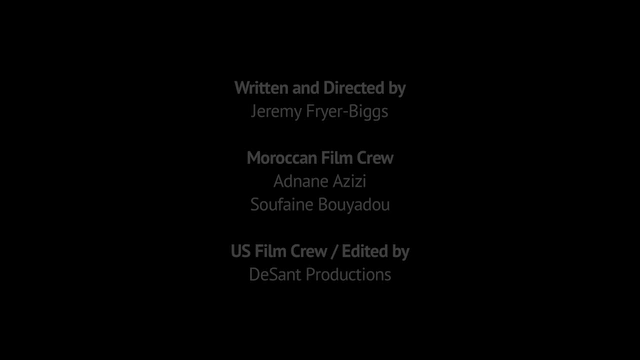 Written and Directed by
Jeremy Fryer-Biggs
Moroccan Film Crew
Adnane Azizi
Soufaine Bouyadou
US Film Crew / Edited by
DeSant Productions